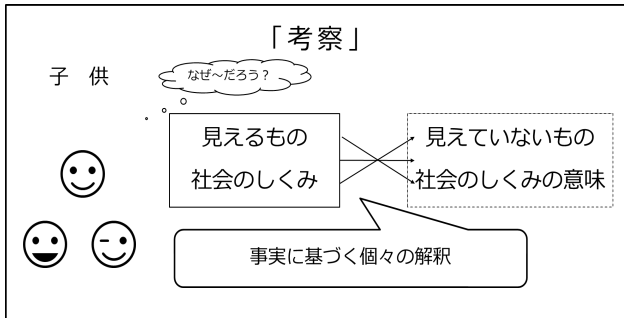 「考察」
子 供
なぜ~だろう？
見えるもの
社会のしくみ
見えていないもの
社会のしくみの意味
事実に基づく個々の解釈